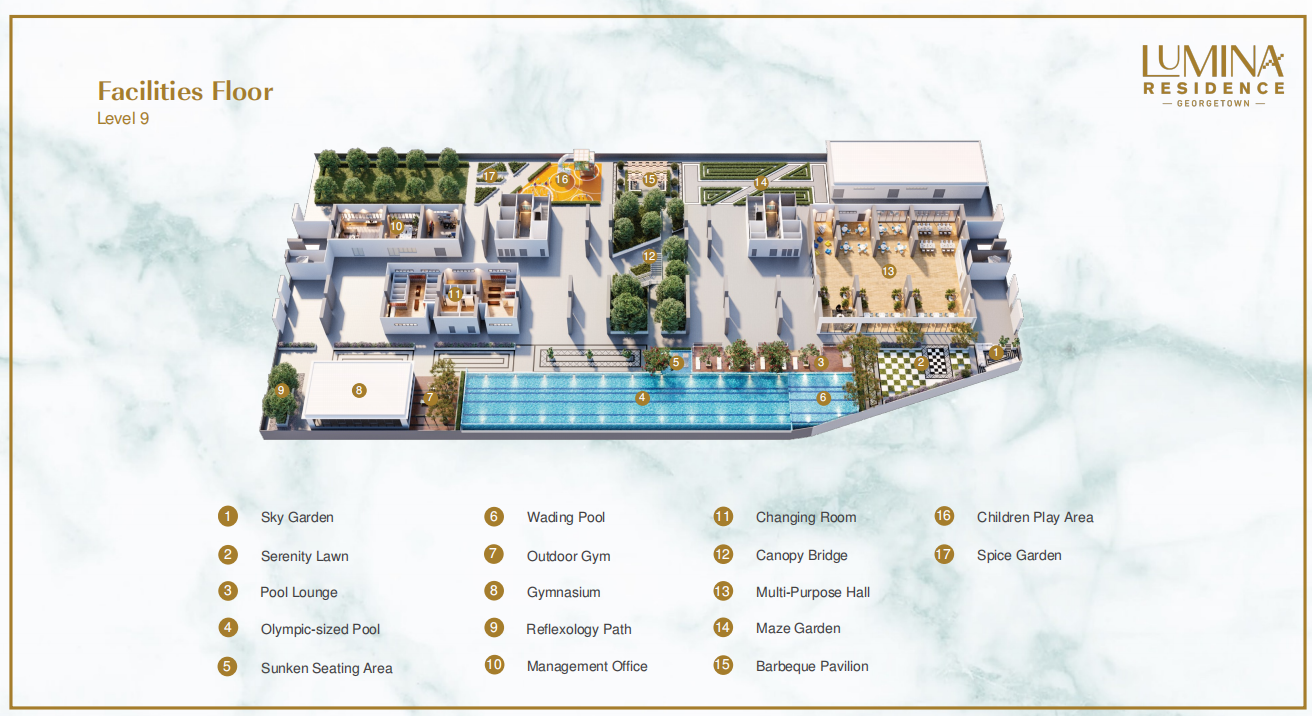 LUMINA
RESIDENCE
— GEORGETOWN —
Facilities Floor
Level 9
17
16
15
14
10
12
13
11
5
3
2
1
9
8
7
4
6
1 Sky Garden
2 Serenity Lawn
3 Pool Lounge
4 Olympic-sized Pool
5 Sunken Seating Area
6 Wading Pool
7 Outdoor Gym
8 Gymnasium
9 Reflexology Path
10 Management Office
11 Changing Room
12 Canopy Bridge
13 Multi-Purpose Hall
14 Maze Garden
15 Barbeque Pavilion
16 Children Play Area
17 Spice Garden